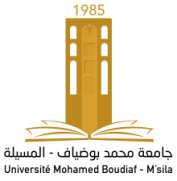 1985
جامعة محمد بوضياف - المسيلة
Université Mohamed Boudiaf - M'sila